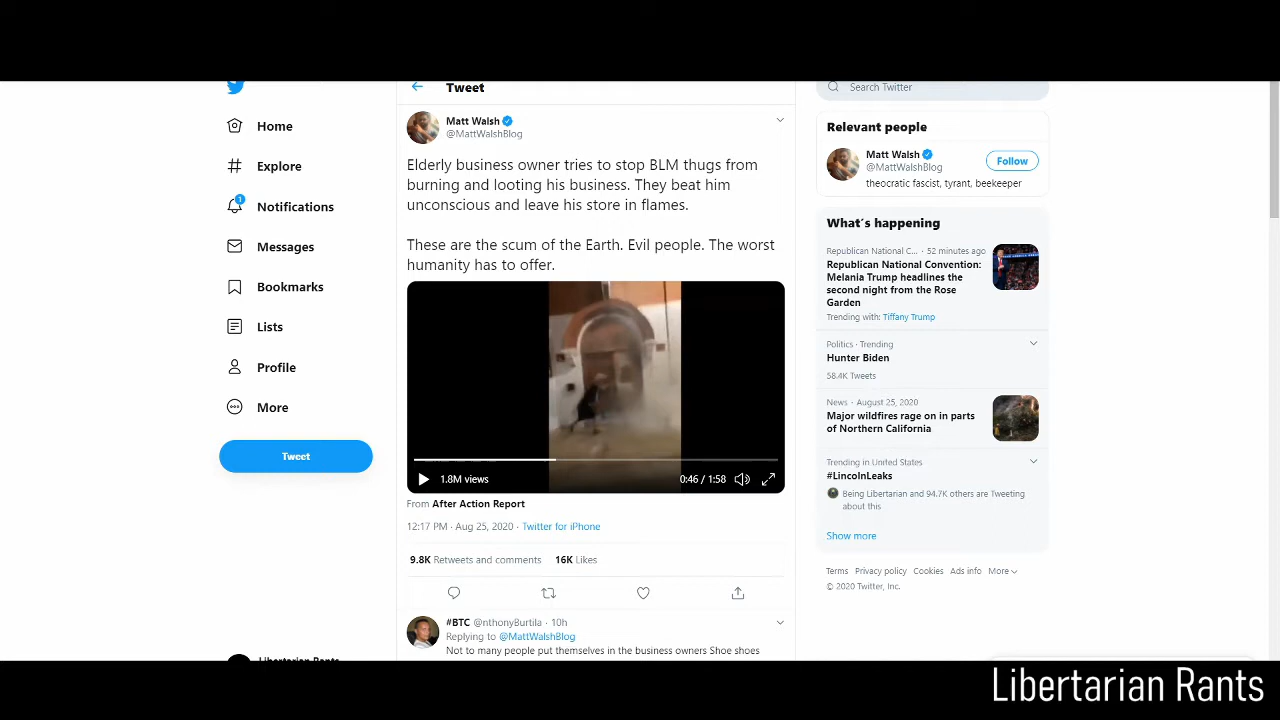 Tweet
Search Twitter
Home
Explore
1
Notifications
Messages
Bookmarks
Lists
Profile
More
Tweet
Matt Walsh
@MattWalshBlog
Elderly business owner tries to stop BLM thugs from
burning and looting his business. They beat him
unconscious and leave his store in flames.
These are the scum of the Earth. Evil people. The worst
humanity has to offer.
1.8M views
0:46 / 1:58
From After Action Report
12:17 PM · Aug 25, 2020 · Twitter for iPhone
9.8K Retweets and comments 16K Likes
#BTC @nthonyBurtila · 10h
Replying to @MattWalshBlog
Not to many people put themselves in the business owners Shoe shoes
Relevant people
Matt Walsh
@MattWalshBlog
Follow
theocratic fascist, tyrant, beekeeper
What's happening
Republican National C... · 52 minutes ago
Republican National Convention:
Melania Trump headlines the
second night from the Rose
Garden
Trending with: Tiffany Trump
Politics · Trending
Hunter Biden
58.4K Tweets
News · August 25, 2020
Major wildfires rage on in parts
of Northern California
Trending in United States
#LincolnLeaks
Being Libertarian and 94.7K others are Tweeting
about this
Show more
Terms Privacy policy Cookies Ads info More
© 2020 Twitter, Inc.
Libertarian Rants
Libertarian Rants